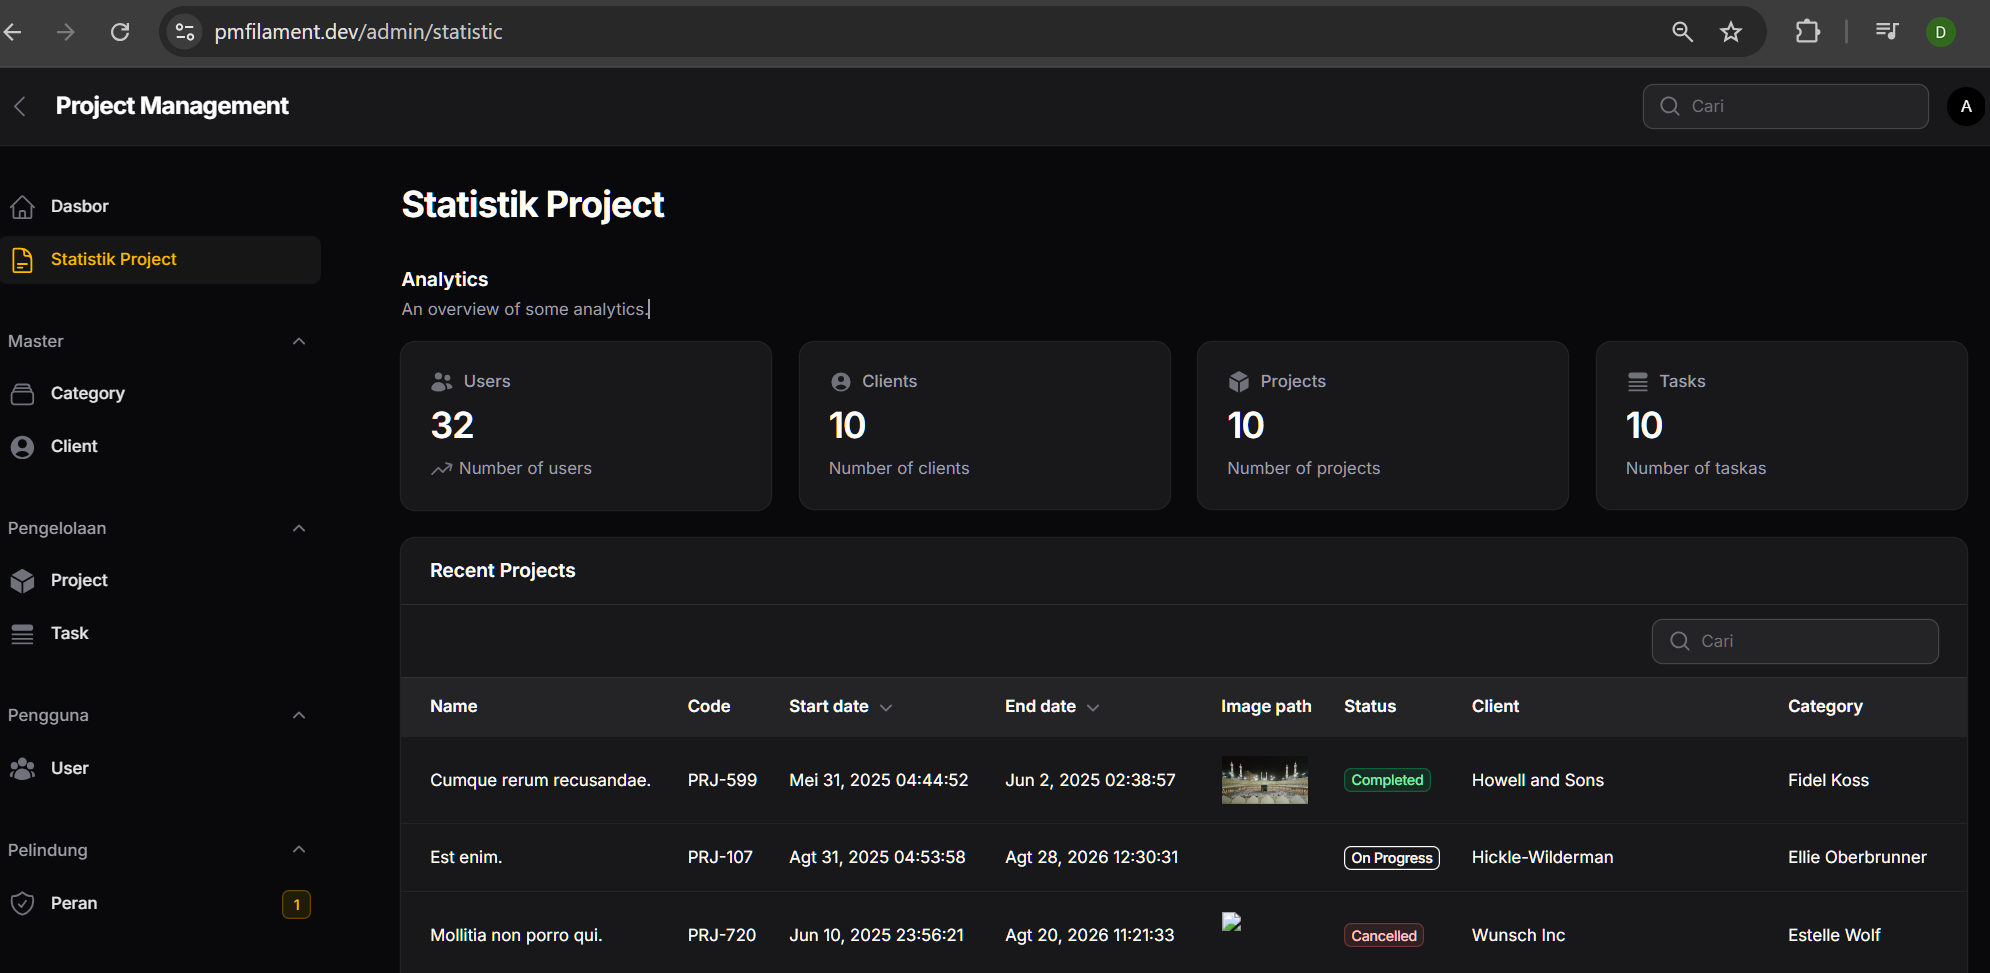 pmfilament.dev/admin/statistic
D
Project Management
Cari
A
Dasbor
Statistik Project
Master
Category
Client
Pengelolaan
Project
Task
Pengguna
User
Pelindung
Peran
1
Statistik Project
Analytics
An overview of some analytics.
Users
32
Number of users
Clients
10
Number of clients
Projects
10
Number of projects
Tasks
10
Number of taskas
Recent Projects
Cari
Name Code Start date End date Image path Status Client Category
Cumque rerum recusandae. PRJ-599 Mei 31, 2025 04:44:52 Jun 2, 2025 02:38:57 Completed Howell and Sons Fidel Koss
Est enim. PRJ-107 Agt 31, 2025 04:53:58 Agt 28, 2026 12:30:31 On Progress Hickle-Wilderman Ellie Oberbrunner
Mollitia non porro qui. PRJ-720 Jun 10, 2025 23:56:21 Agt 20, 2026 11:21:33 Cancelled Wunsch Inc Estelle Wolf